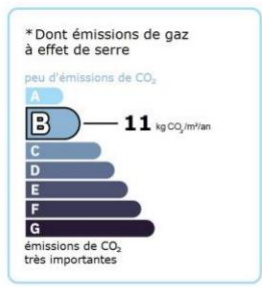 *Dont émissions de gaz
à effet de serre
peu d'émissions de CO₂
A
B 11 kg CO₂/m²/an
C
D
E
F
G
émissions de CO₂
très importantes